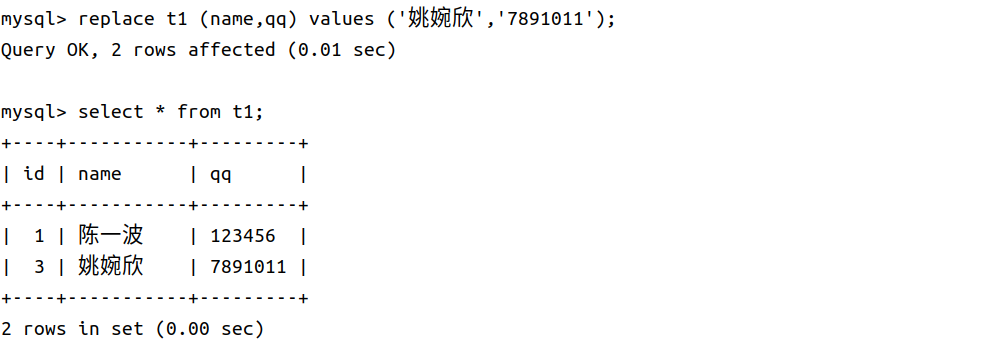 mysql> replace t1 (name,qq) values ('姚婉欣','7891011');
Query OK, 2 rows affected (0.01 sec)
mysql> select * from t1;
+----+-----------+---------+
| id | name      | qq      |
+----+-----------+---------+
|  1 | 陈一波    | 123456  |
|  3 | 姚婉欣    | 7891011 |
+----+-----------+---------+
2 rows in set (0.00 sec)